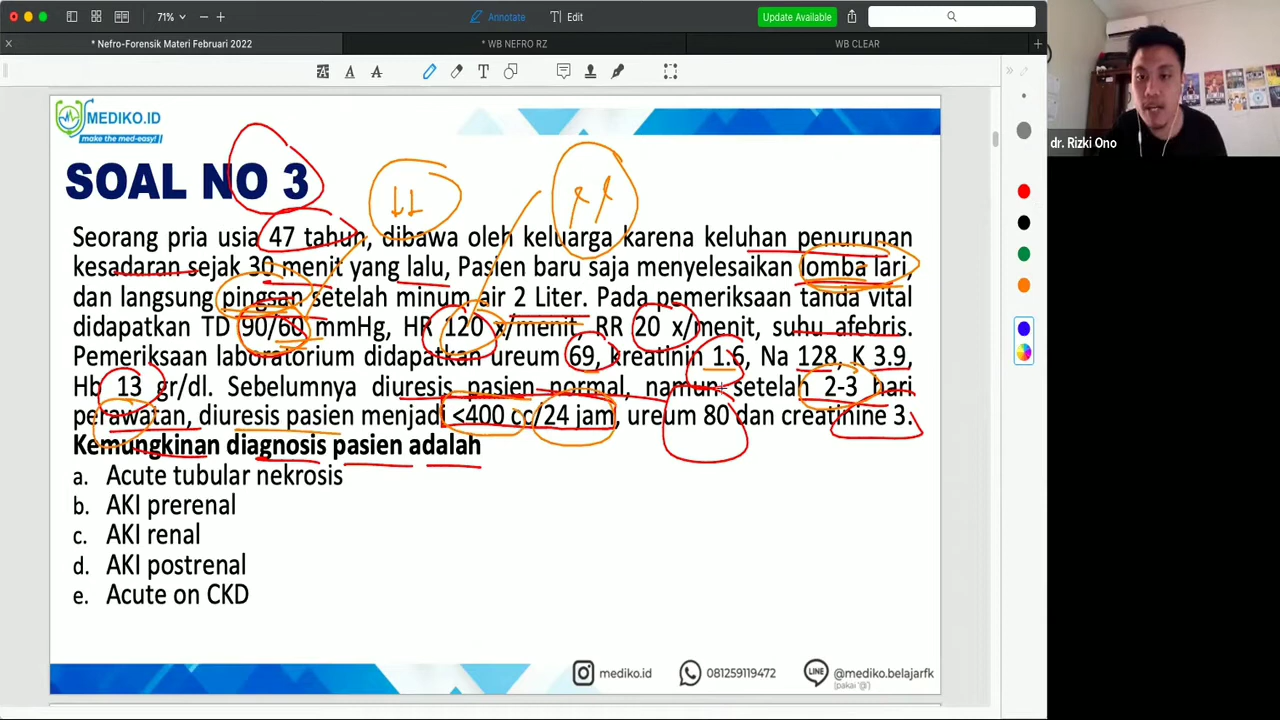 71%
Annotate
Edit
Update Available
* Nefro-Forensik Materi Februari 2022
* WB NEFRO RZ
WB CLEAR
MEDIKO.ID
make the med-easy!
dr. Rizki Ono
SOAL NO 3
Seorang pria usia 47 tahun, dibawa oleh keluarga karena keluhan penurunan
kesadaran sejak 30 menit yang lalu, Pasien baru saja menyelesaikan lomba lari,
dan langsung pingsan setelah minum air 2 Liter. Pada pemeriksaan tanda vital
didapatkan TD 90/60 mmHg, HR 120 x/menit, RR 20 x/menit, suhu afebris.
Pemeriksaan laboratorium didapatkan ureum 69, kreatinin 1.6, Na 128, K 3.9,
Hb 13 gr/dl. Sebelumnya diuresis pasien normal, namun setelah 2-3 hari
perawatan, diuresis pasien menjadi <400 cc/24 jam, ureum 80 dan creatinine 3.
Kemungkinan diagnosis pasien adalah
a. Acute tubular nekrosis
b. AKI prerenal
c. AKI renal
d. AKI postrenal
e. Acute on CKD
mediko.id
081259119472
LINE
@mediko.belajarfk
(pakai '@')